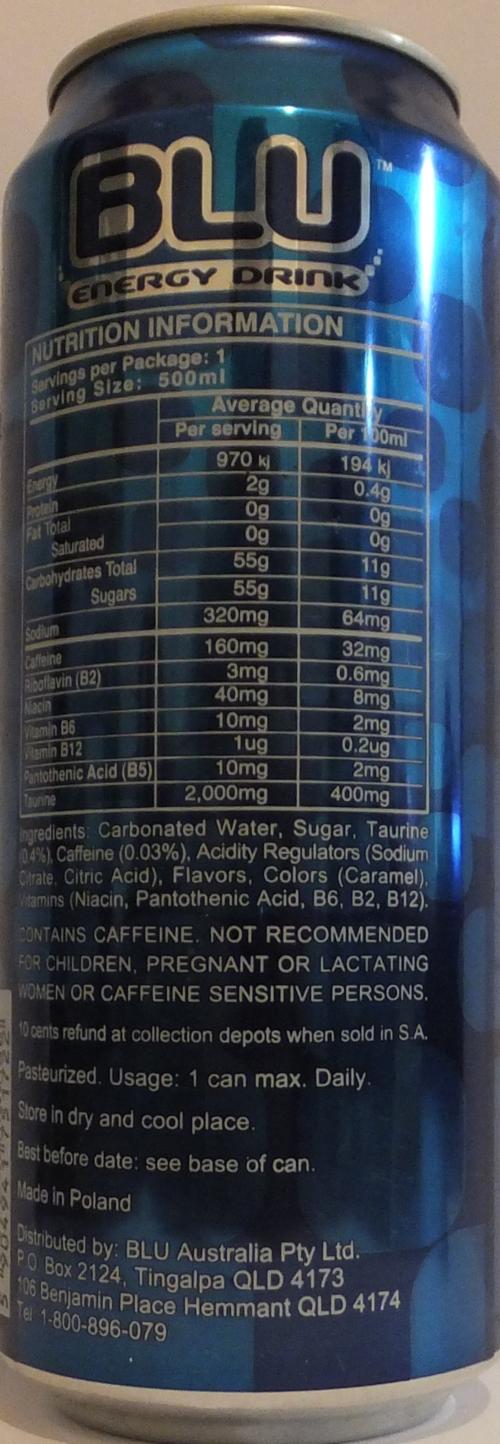 BLU™
ENERGY DRINK
NUTRITION INFORMATION
Servings per Package: 1
Serving Size: 500ml
Average Quantity
Per serving Per 100ml
Energy 970 kj 194 kj
Protein 2g 0.4g
Fat Total 0g 0g
Saturated 0g 0g
Carbohydrates Total 55g 11g
Sugars 55g 11g
Sodium 320mg 64mg
Caffeine 160mg 32mg
Riboflavin (B2) 3mg 0.6mg
Niacin 40mg 8mg
Vitamin B6 10mg 2mg
Vitamin B12 1ug 0.2ug
Pantothenic Acid (B5) 10mg 2mg
Taurine 2,000mg 400mg
Ingredients: Carbonated Water, Sugar, Taurine
(0.4%), Caffeine (0.03%), Acidity Regulators (Sodium
Citrate, Citric Acid), Flavors, Colors (Caramel),
Vitamins (Niacin, Pantothenic Acid, B6, B2, B12).
CONTAINS CAFFEINE. NOT RECOMMENDED
FOR CHILDREN, PREGNANT OR LACTATING
WOMEN OR CAFFEINE SENSITIVE PERSONS.
10 cents refund at collection depots when sold in S.A.
Pasteurized. Usage: 1 can max. Daily.
Store in dry and cool place.
Best before date: see base of can.
Made in Poland
Distributed by: BLU Australia Pty Ltd.
P.O. Box 2124, Tingalpa QLD 4173
106 Benjamin Place Hemmant QLD 4174
Tel 1-800-896-079